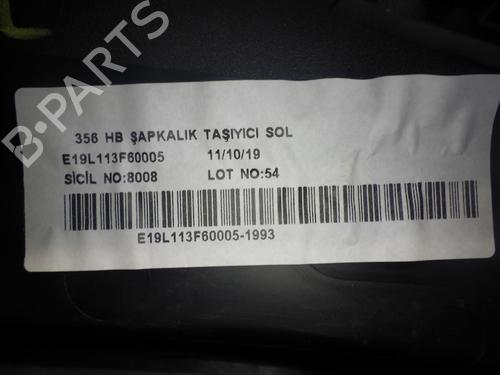 B-PARTS
356 HB ŞAPKALIK TAŞIYICI SOL
E19L113F60005 11/10/19
SİCİL NO:8008 LOT NO:54
E19L113F60005-1993